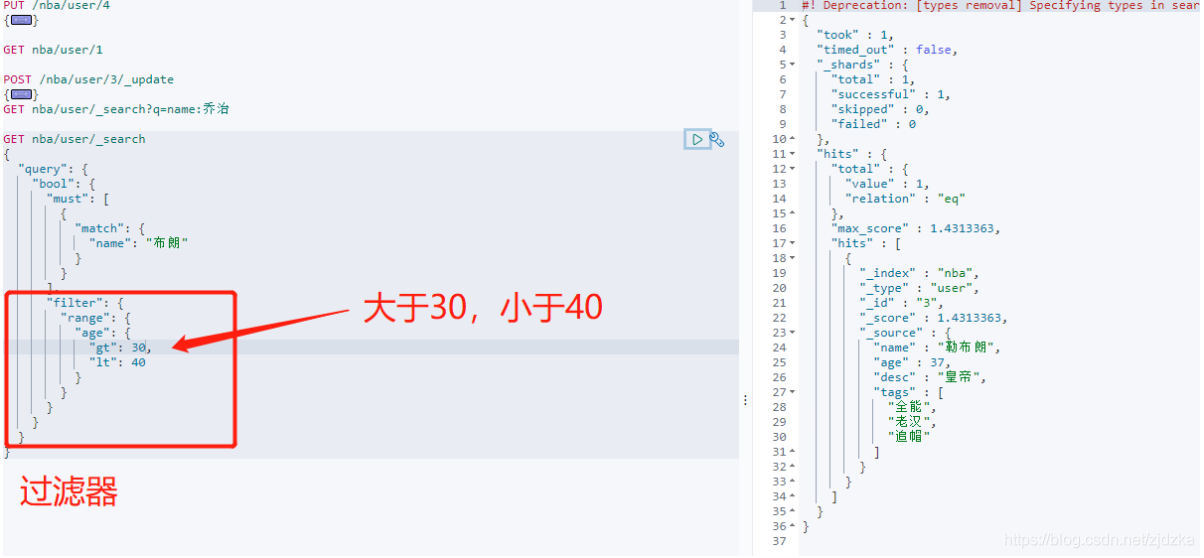 PUT /nba/user/4
{...}
GET nba/user/1
POST /nba/user/3/_update
{...}
GET nba/user/_search?q=name:乔治
GET nba/user/_search
{
"query": {
"bool": {
"must": [
{
"match": {
"name": "布朗"
}
}
],
"filter": {
"range": {
"age": {
"gt": 30,
"lt": 40
}
}
}
}
}
}
大于30，小于40
过滤器
1 #! Deprecation: [types removal] Specifying types in sear
2 {
3 "took" : 1,
4 "timed_out" : false,
5 "_shards" : {
6 "total" : 1,
7 "successful" : 1,
8 "skipped" : 0,
9 "failed" : 0
10 },
11 "hits" : {
12 "total" : {
13 "value" : 1,
14 "relation" : "eq"
15 },
16 "max_score" : 1.4313363,
17 "hits" : [
18 {
19 "_index" : "nba",
20 "_type" : "user",
21 "_id" : "3",
22 "_score" : 1.4313363,
23 "_source" : {
24 "name" : "勒布朗",
25 "age" : 37,
26 "desc" : "皇帝",
27 "tags" : [
28 "全能",
29 "老汉",
30 "追帽"
31 ]
32 }
33 }
34 ]
35 }
36 }
37
https://blog.csdn.net/zjdzka